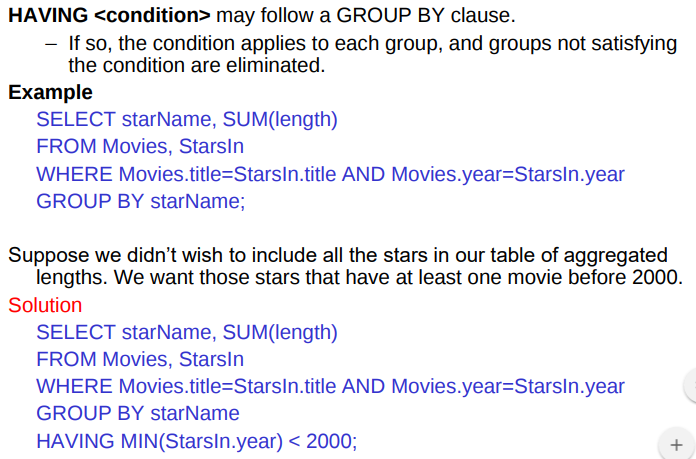 HAVING <condition> may follow a GROUP BY clause.
– If so, the condition applies to each group, and groups not satisfying
the condition are eliminated.
Example
SELECT starName, SUM(length)
FROM Movies, StarsIn
WHERE Movies.title=StarsIn.title AND Movies.year=StarsIn.year
GROUP BY starName;
Suppose we didn’t wish to include all the stars in our table of aggregated
lengths. We want those stars that have at least one movie before 2000.
Solution
SELECT starName, SUM(length)
FROM Movies, StarsIn
WHERE Movies.title=StarsIn.title AND Movies.year=StarsIn.year
GROUP BY starName
HAVING MIN(StarsIn.year) < 2000;